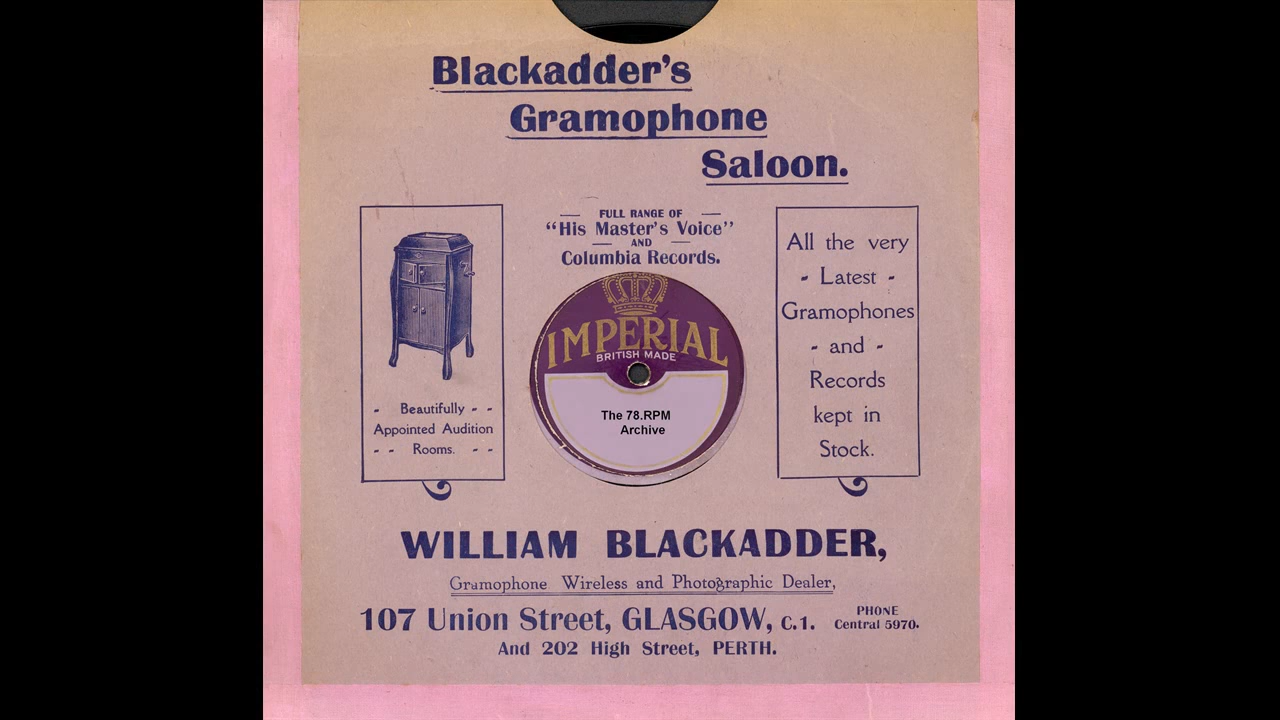 Blackadder's
Gramophone
Saloon.
FULL RANGE OF
"His Master's Voice"
AND
Columbia Records.
- Beautifully - -
Appointed Audition
- - Rooms. - -
IMPERIAL
BRITISH MADE
The 78.RPM
Archive
All the very
- Latest -
Gramophones
- and -
Records
kept in
Stock.
WILLIAM BLACKADDER,
Gramophone Wireless and Photographic Dealer,
107 Union Street, GLASGOW, C.1.
PHONE
Central 5970.
And 202 High Street, PERTH.